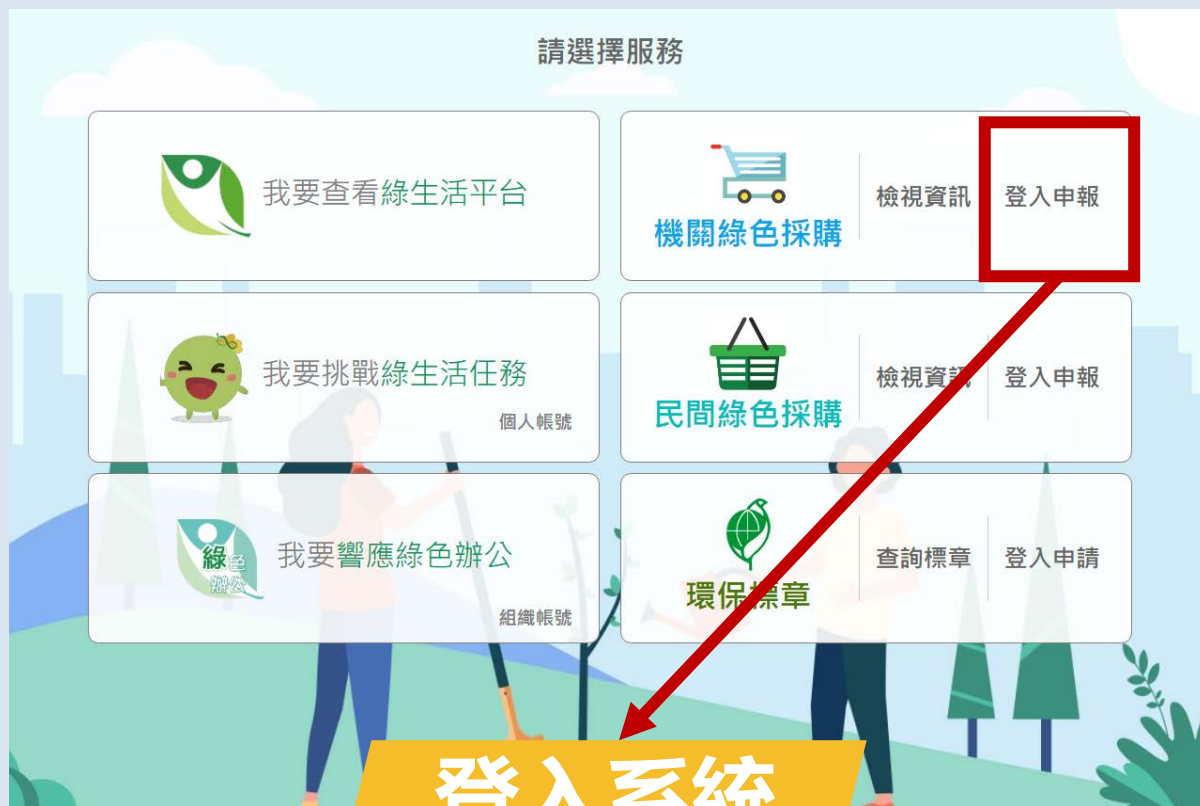 請選擇服務
我要查看綠生活平台
機關綠色採購
檢視資訊
登入申報
我要挑戰綠生活任務
個人帳號
民間綠色採購
檢視資訊
登入申報
綠色
辦公
我要響應綠色辦公
組織帳號
環保標章
查詢標章
登入申請
登入系統